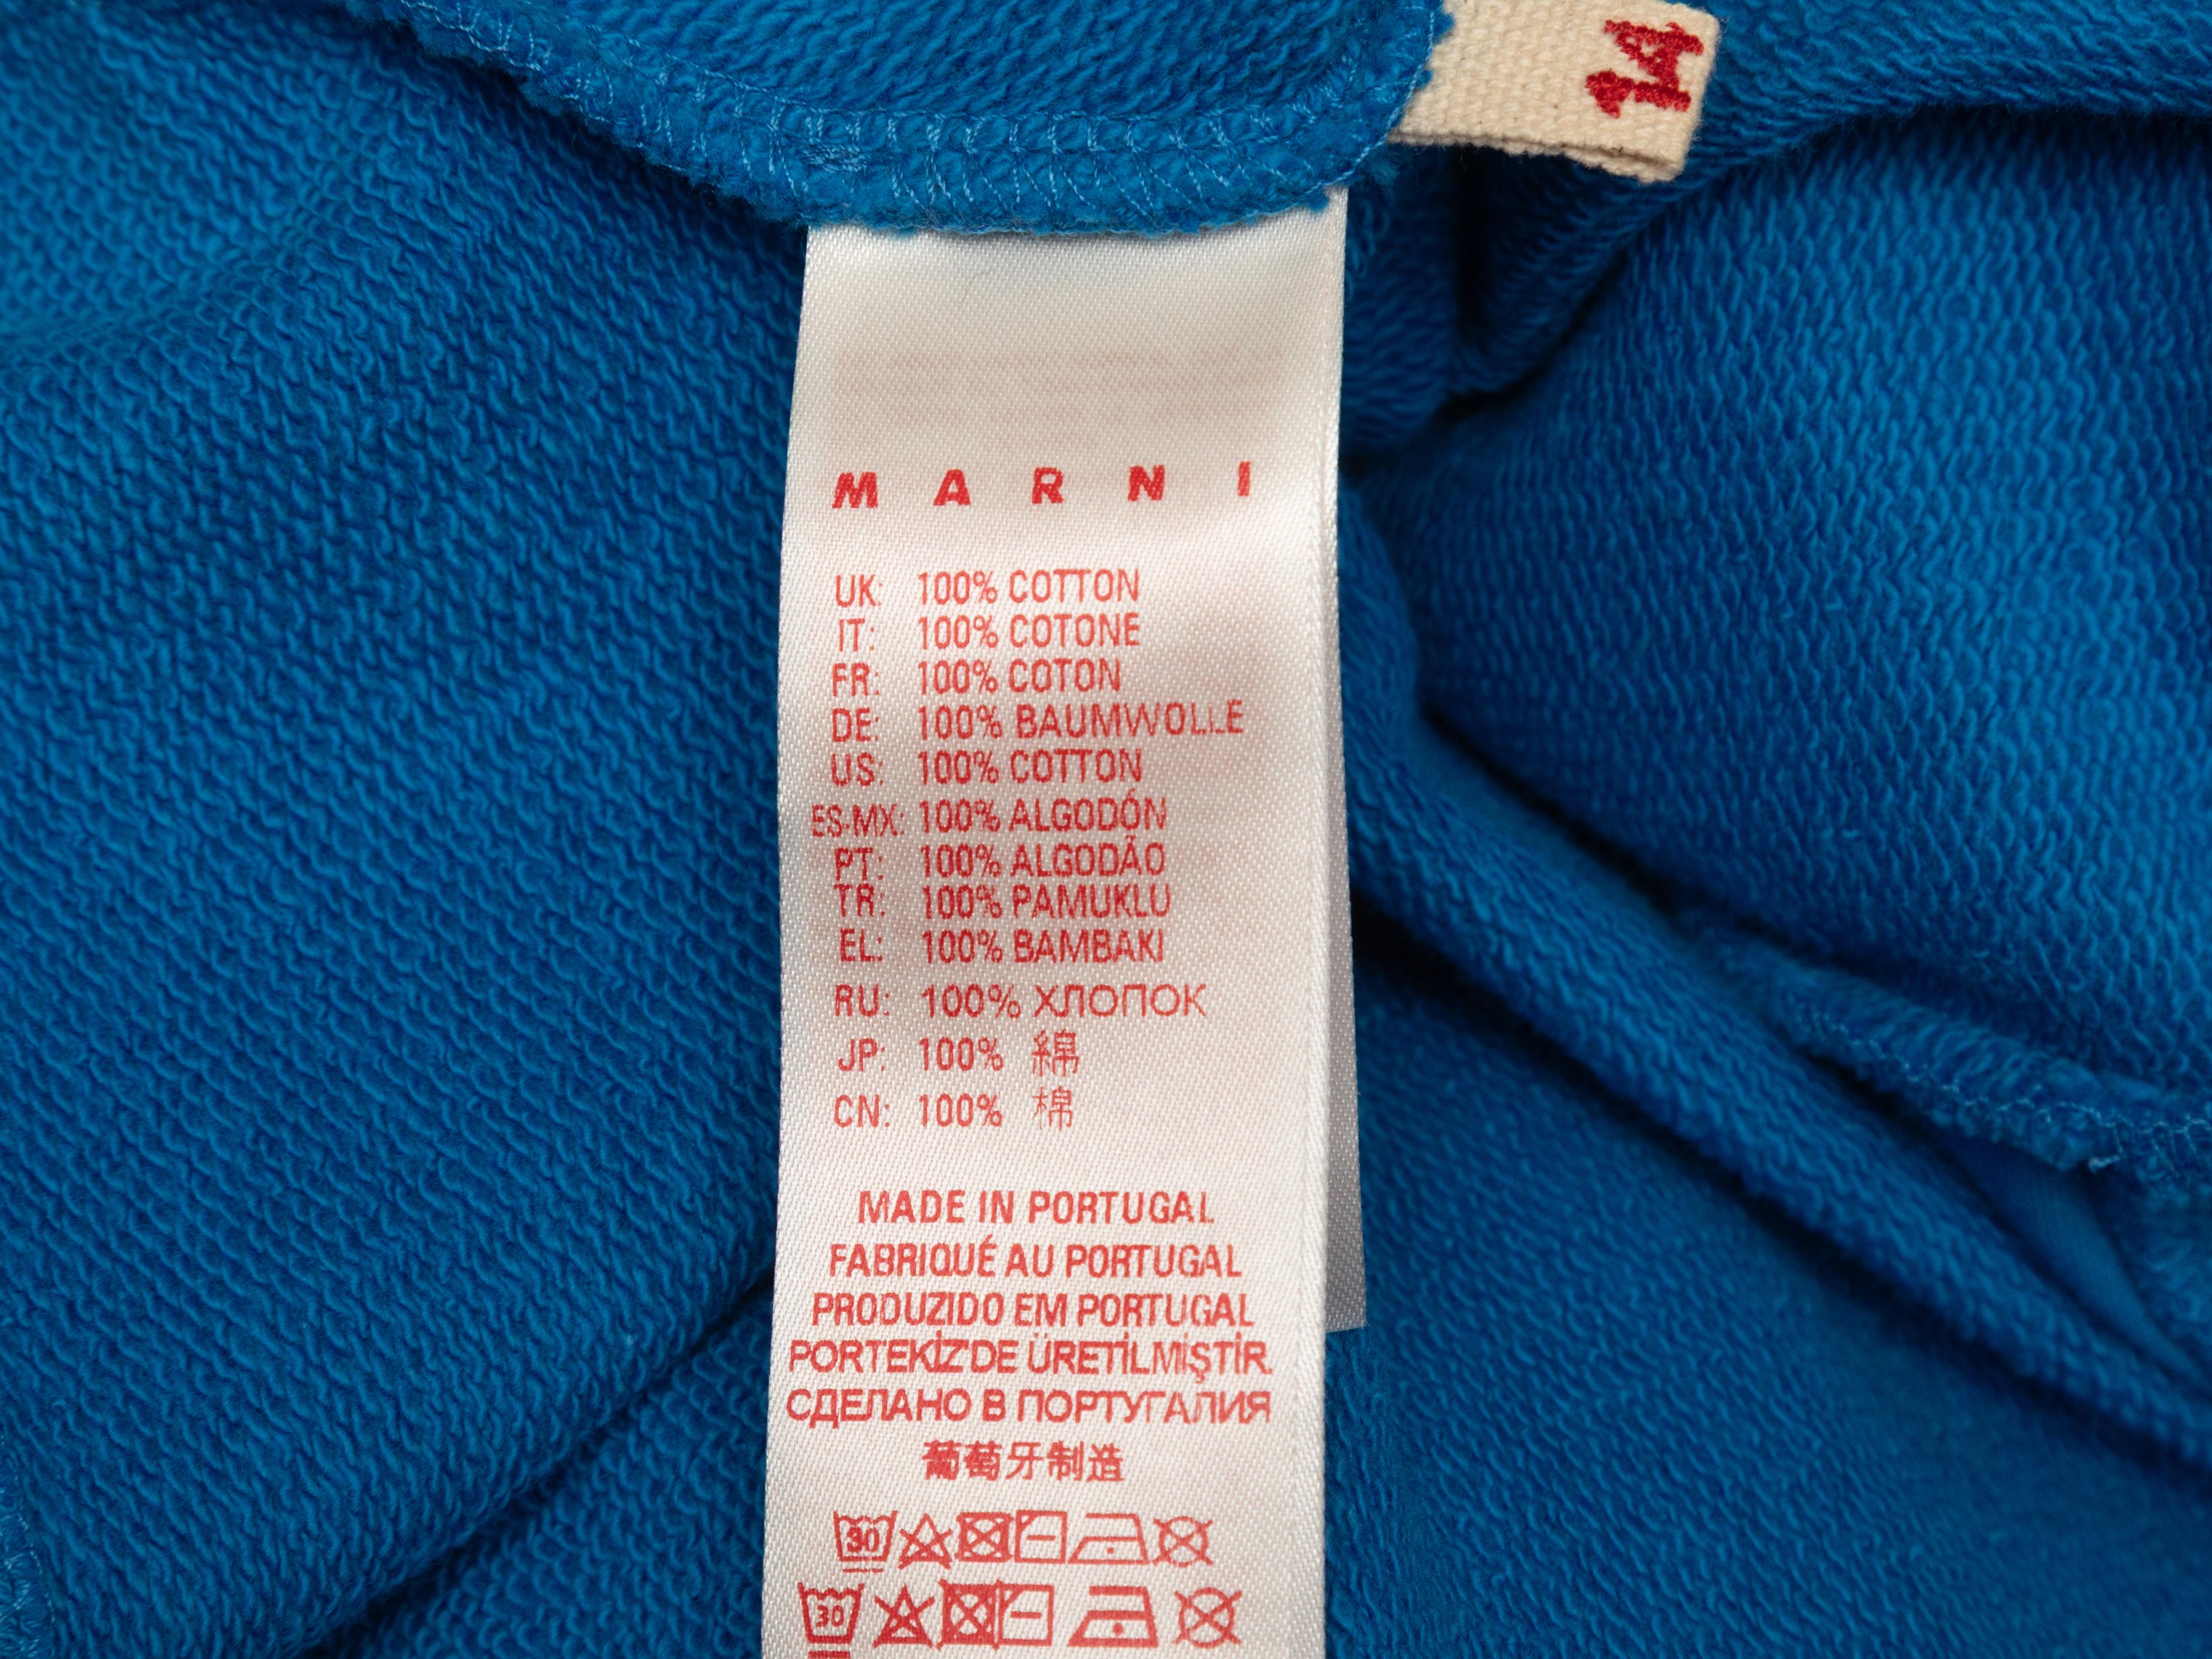 14
M A R N I
UK: 100% COTTON
IT: 100% COTONE
FR: 100% COTON
DE: 100% BAUMWOLLE
US: 100% COTTON
ES-MX: 100% ALGODÓN
PT: 100% ALGODÃO
TR: 100% PAMUKLU
EL: 100% BAMBAKI
RU: 100% ХЛОПОК
JP: 100% 綿
CN: 100% 棉
MADE IN PORTUGAL
FABRIQUÉ AU PORTUGAL
PRODUZIDO EM PORTUGAL
PORTEKİZDE ÜRETİLMİŞTİR.
СДЕЛАНО В ПОРТУГАЛИЯ
葡萄牙制造
30
30